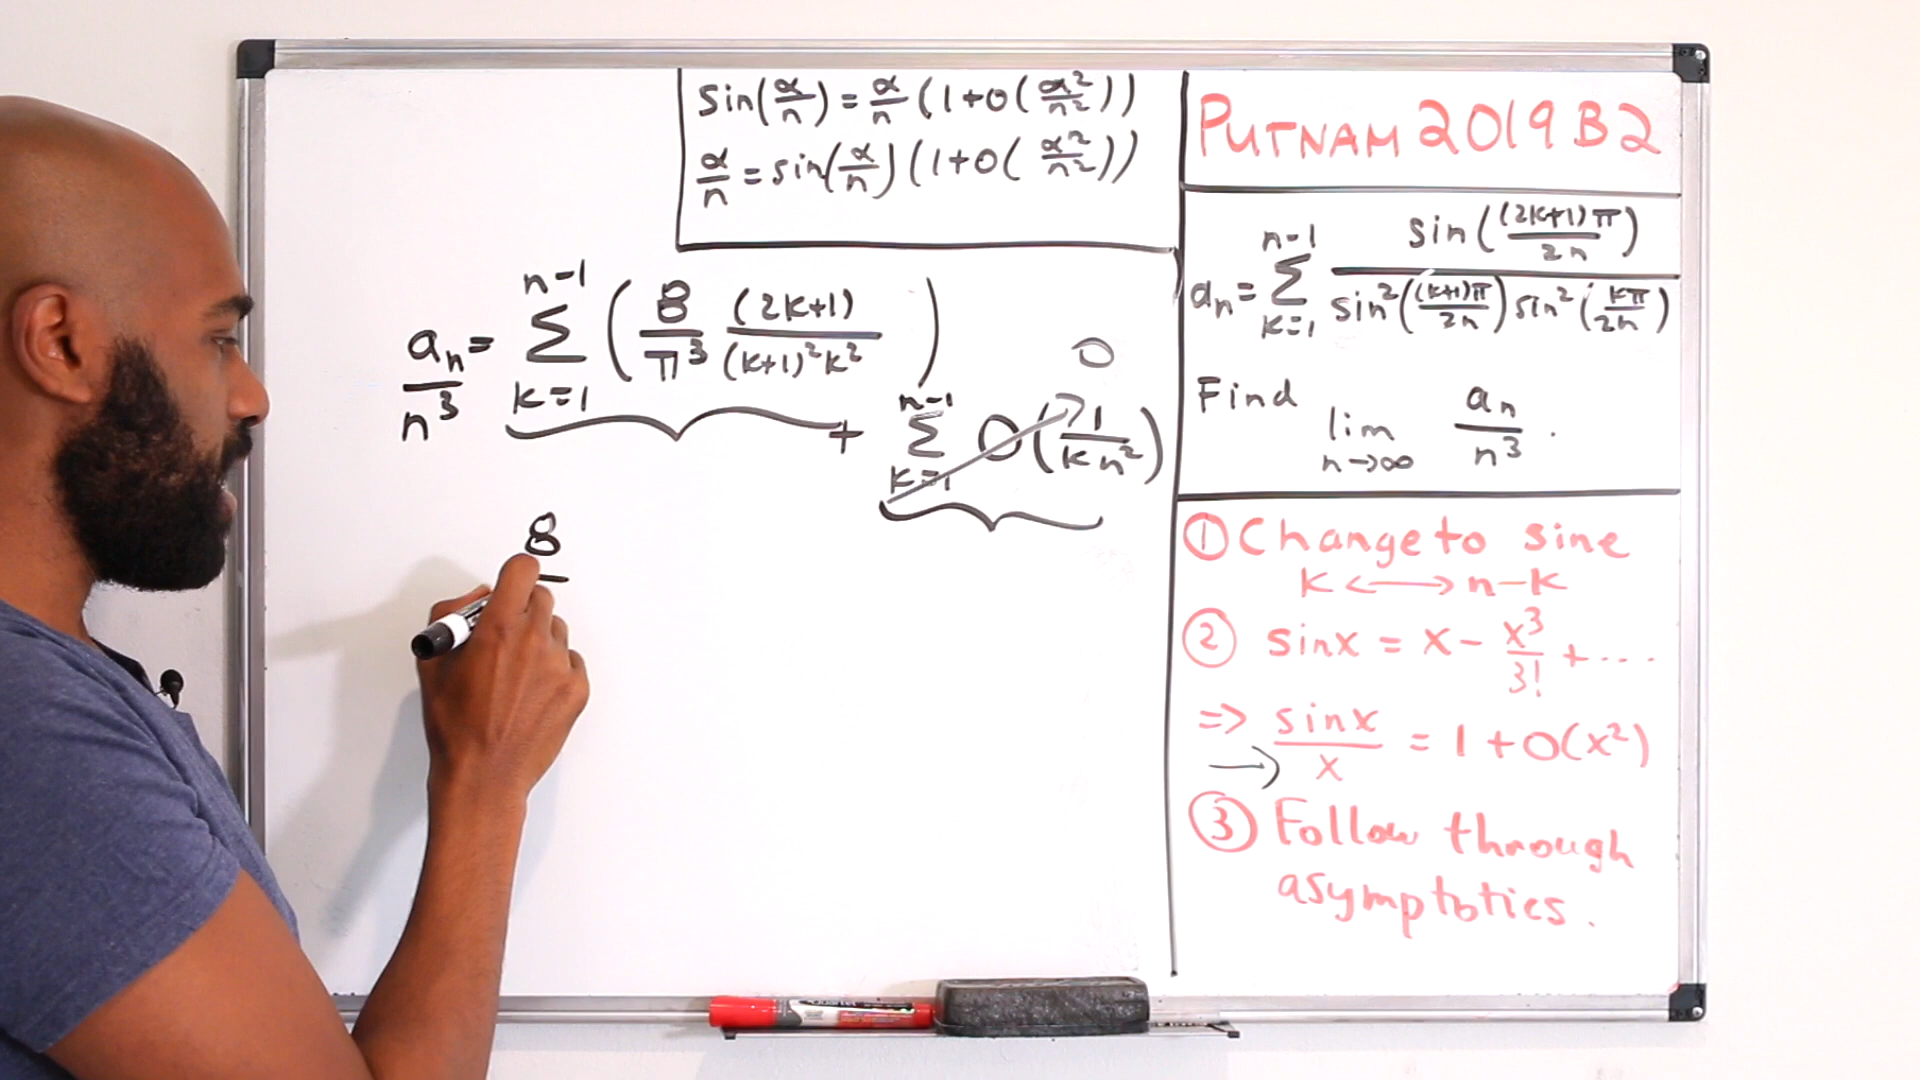 sin(α/n) = α/n (1+O(α²/n²))
α/n = sin(α/n)(1+O(α²/n²))
aₙ/n³ = Σ_{k=1}^{n-1} ( 8/π³ (2k+1)/((k+1)²k²) )
+ Σ_{k=1}^{n-1} O(1/(kn²)) → 0
8
PUTNAM 2019 B2
aₙ = Σ_{k=1}^{n-1} sin((2k+1)π/2n) / (sin²((k+1)π/2n) sin²(kπ/2n))
Find lim_{n→∞} aₙ/n³ .
① Change to sine
k ⟷ n-k
② sinx = x - x³/3! + ....
=> sinx/x = 1 + O(x²)
→
③ Follow through
asymptotics.
Quartet